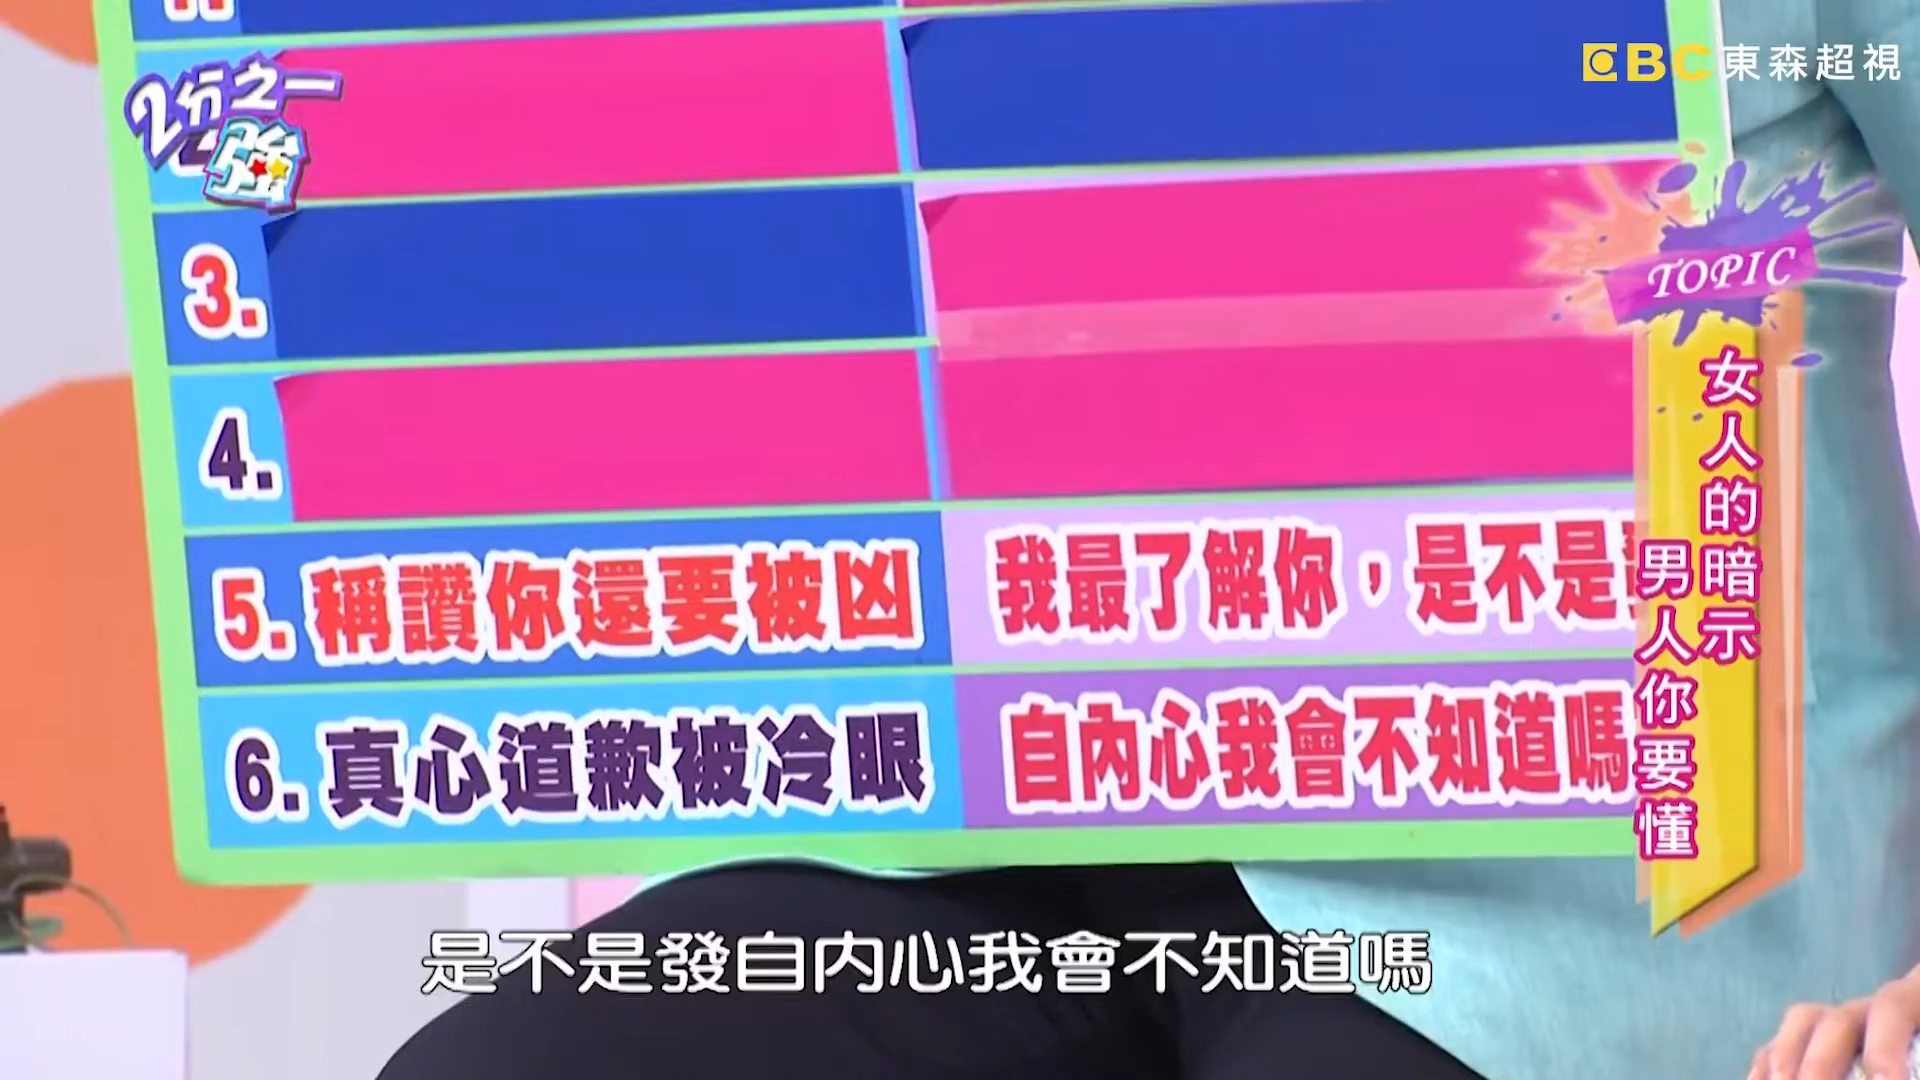 EBC東森超視
2分之一
強
TOPIC
女人的暗示
男人你要懂
3.
4.
5. 稱讚你還要被凶
我最了解你，是不是
6. 真心道歉被冷眼
自內心我會不知道嗎
是不是發自內心我會不知道嗎